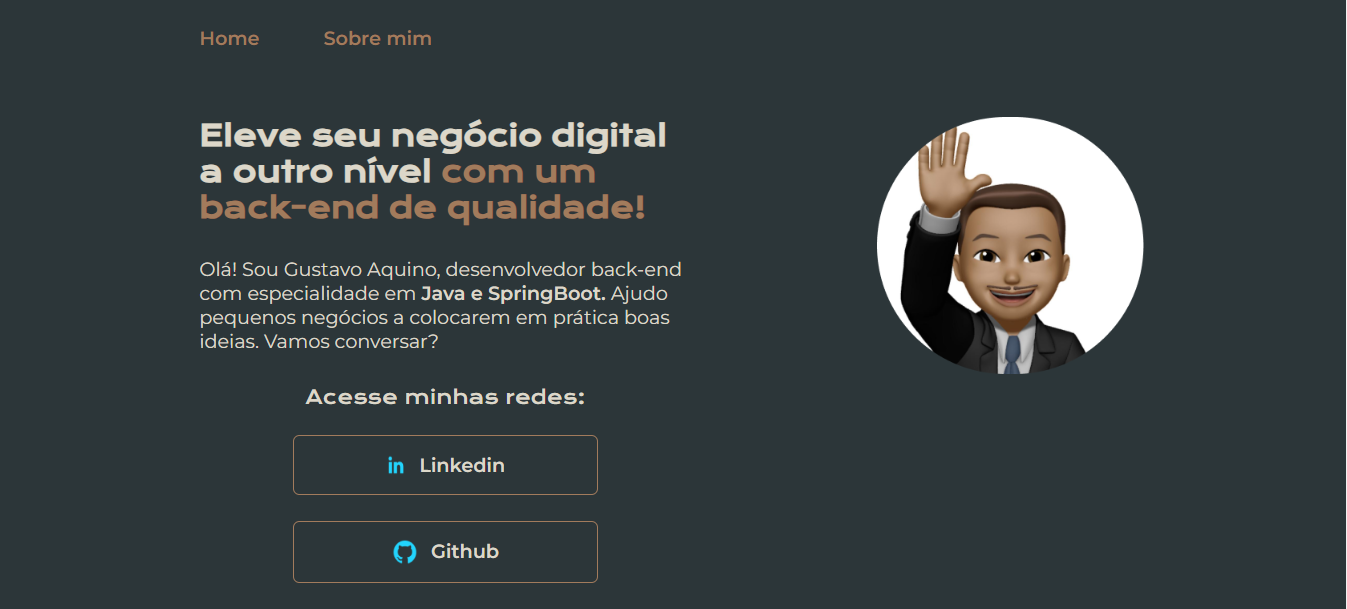 Home Sobre mim
Eleve seu negócio digital
a outro nível com um
back-end de qualidade!
Olá! Sou Gustavo Aquino, desenvolvedor back-end
com especialidade em Java e SpringBoot. Ajudo
pequenos negócios a colocarem em prática boas
ideias. Vamos conversar?
Acesse minhas redes:
in Linkedin
Github